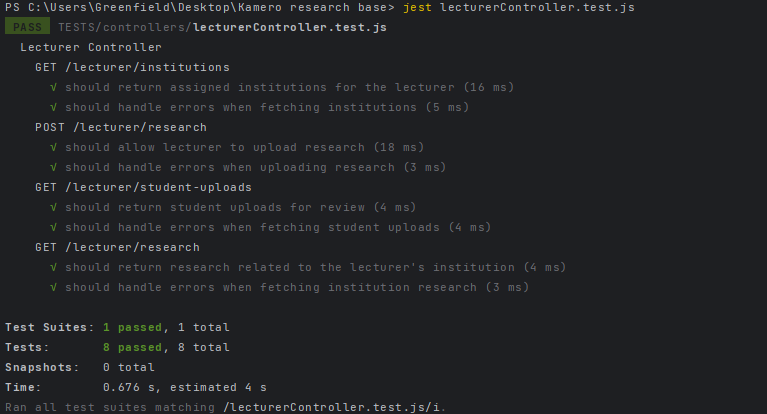 PS C:\Users\Greenfield\Desktop\Kamero research base> jest lecturerController.test.js
PASS TESTS/controllers/lecturerController.test.js
Lecturer Controller
GET /lecturer/institutions
√ should return assigned institutions for the lecturer (16 ms)
√ should handle errors when fetching institutions (5 ms)
POST /lecturer/research
√ should allow lecturer to upload research (18 ms)
√ should handle errors when uploading research (3 ms)
GET /lecturer/student-uploads
√ should return student uploads for review (4 ms)
√ should handle errors when fetching student uploads (4 ms)
GET /lecturer/research
√ should return research related to the lecturer's institution (4 ms)
√ should handle errors when fetching institution research (3 ms)
Test Suites: 1 passed, 1 total
Tests: 8 passed, 8 total
Snapshots: 0 total
Time: 0.676 s, estimated 4 s
Ran all test suites matching /lecturerController.test.js/i.